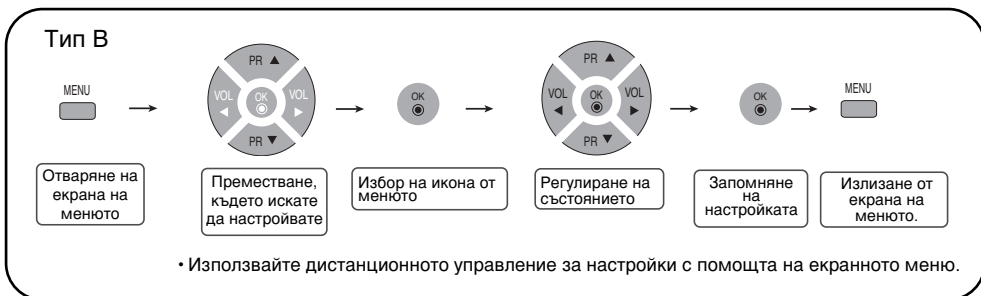 Тип B
MENU
PR ▲
VOL ◄
OK
VOL ►
PR ▼
OK
PR ▲
VOL ◄
OK
VOL ►
PR ▼
OK
MENU
Отваряне на
екрана на
менюто
Преместване,
където искате
да настройвате
Избор на икона от
менюто
Регулиране на
състоянието
Запомняне
на
настройката
Излизане от
екрана на
менюто.
• Използвайте дистанционното управление за настройки с помощта на екранното меню.